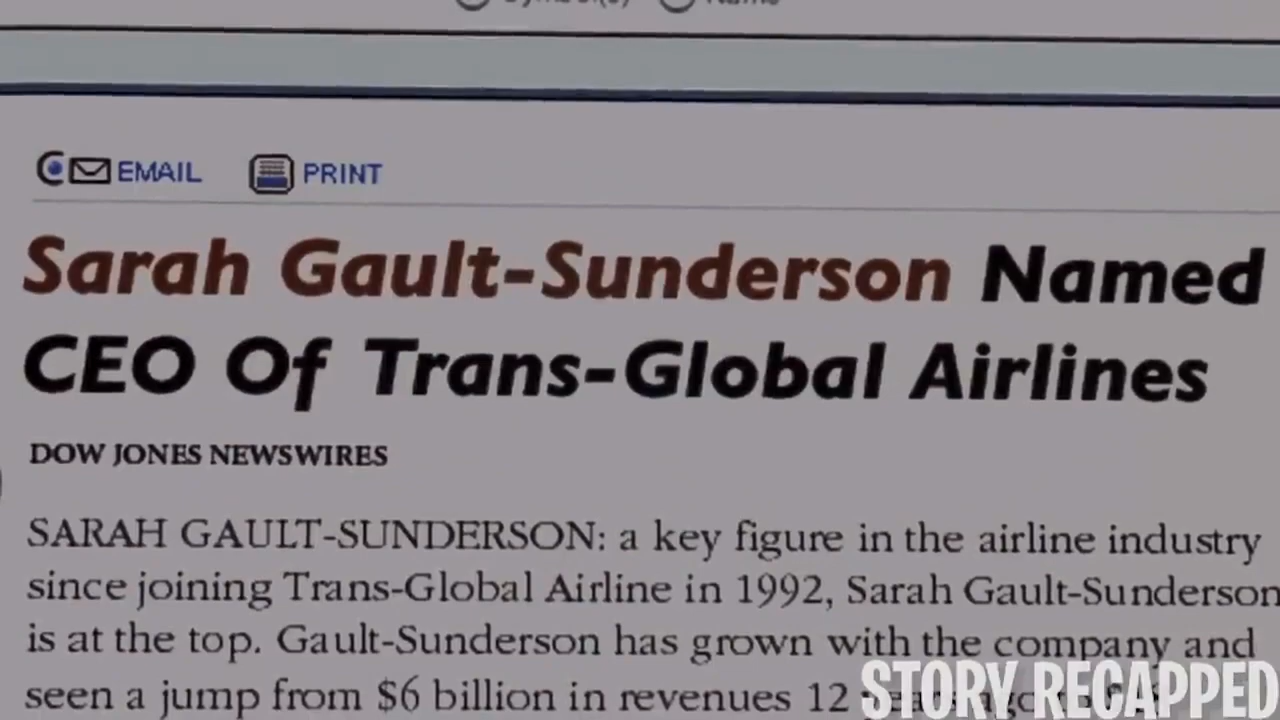 EMAIL PRINT
Sarah Gault-Sunderson Named
CEO Of Trans-Global Airlines
DOW JONES NEWSWIRES
SARAH GAULT-SUNDERSON: a key figure in the airline industry
since joining Trans-Global Airline in 1992, Sarah Gault-Sunderson
is at the top. Gault-Sunderson has grown with the company and
seen a jump from $6 billion in revenues 12
STORY RECAPPED